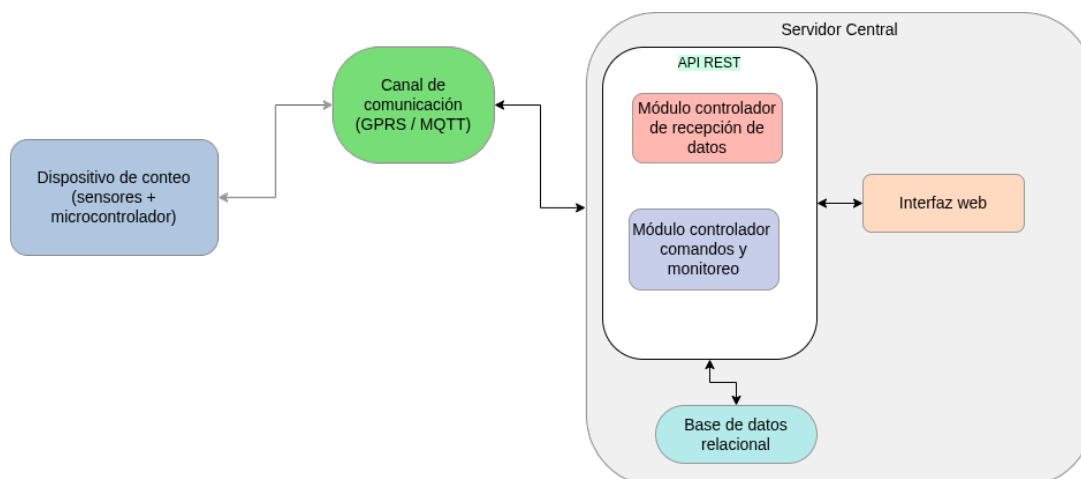 Servidor Central
API REST
Canal de
comunicación
(GPRS / MQTT)
Módulo controlador
de recepción de
datos
Dispositivo de conteo
(sensores +
microcontrolador)
Interfaz web
Módulo controlador
comandos y
monitoreo
Base de datos
relacional